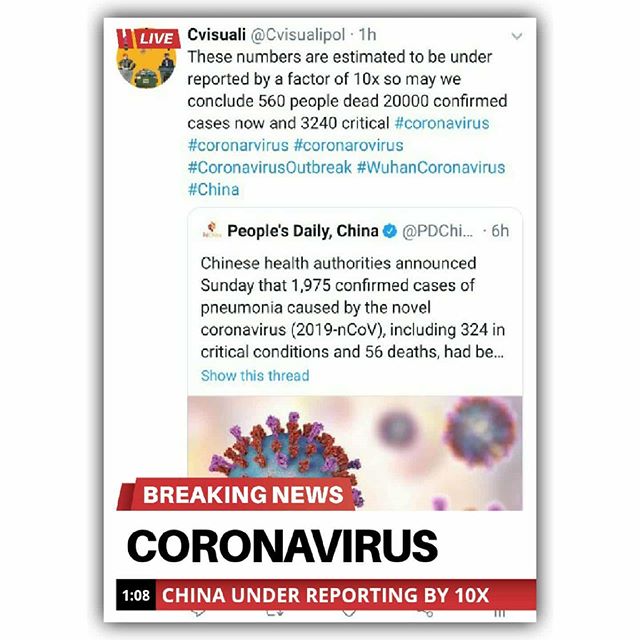 LIVE
Cvisuali @Cvisualipol · 1h
These numbers are estimated to be under
reported by a factor of 10x so may we
conclude 560 people dead 20000 confirmed
cases now and 3240 critical #coronavirus
#coronarvirus #coronarovirus
#CoronavirusOutbreak #WuhanCoronavirus
#China
People's Daily, China @PDChi... · 6h
Chinese health authorities announced
Sunday that 1,975 confirmed cases of
pneumonia caused by the novel
coronavirus (2019-nCoV), including 324 in
critical conditions and 56 deaths, had be...
Show this thread
BREAKING NEWS
CORONAVIRUS
1:08 CHINA UNDER REPORTING BY 10X